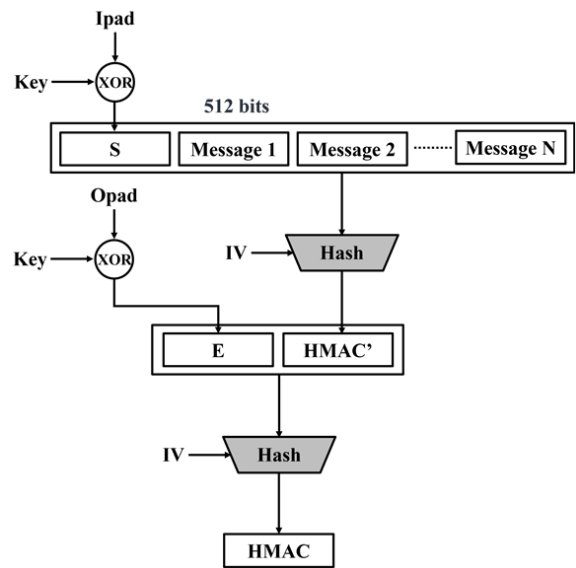 Ipad
Key XOR
512 bits
S Message 1 Message 2 ........ Message N
Opad
Key XOR
IV Hash
E HMAC’
IV Hash
HMAC